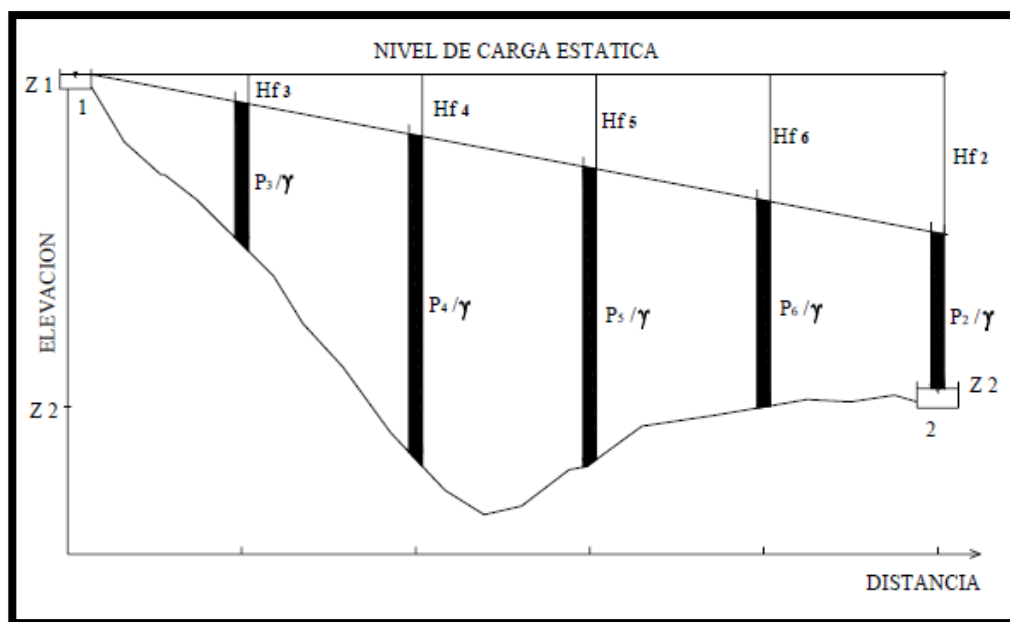 NIVEL DE CARGA ESTATICA
Z 1
1
Hf 3
Hf 4
Hf 5
Hf 6
Hf 2
P₃/γ
P₄/γ
P₅/γ
P₆/γ
P₂/γ
ELEVACION
Z 2
Z 2
2
DISTANCIA